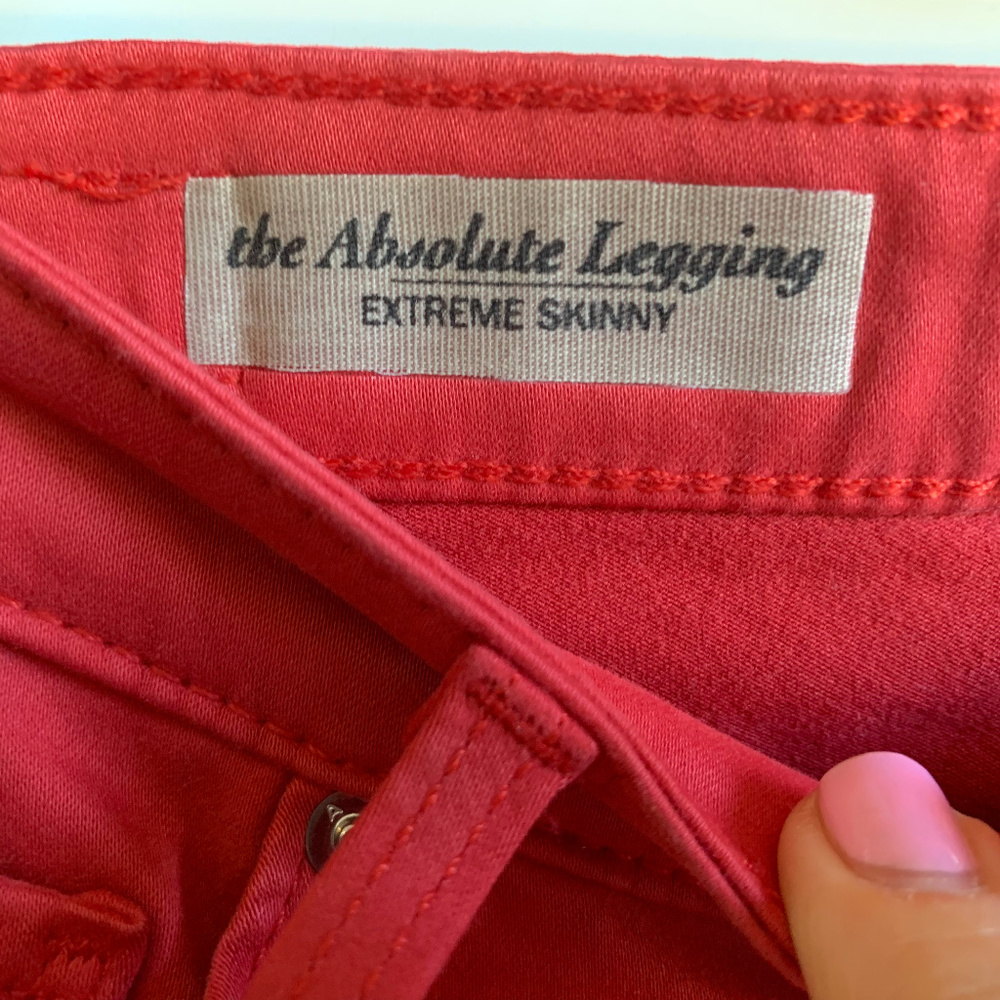 the Absolute Legging
EXTREME SKINNY